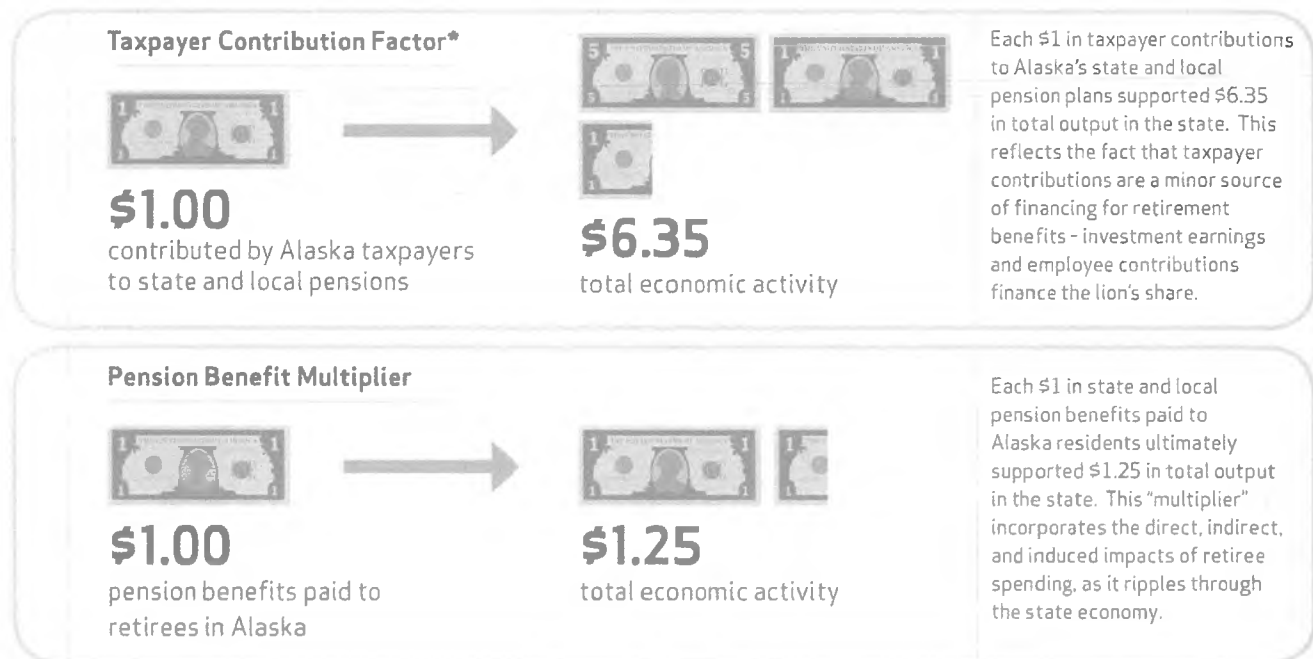 Taxpayer Contribution Factor*
$1.00
contributed by Alaska taxpayers
to state and local pensions
$6.35
total economic activity
Each $1 in taxpayer contributions
to Alaska's state and local
pension plans supported $6.35
in total output in the state. This
reflects the fact that taxpayer
contributions are a minor source
of financing for retirement
benefits - investment earnings
and employee contributions
finance the lion's share.
Pension Benefit Multiplier
$1.00
pension benefits paid to
retirees in Alaska
$1.25
total economic activity
Each $1 in state and local
pension benefits paid to
Alaska residents ultimately
supported $1.25 in total output
in the state. This "multiplier"
incorporates the direct, indirect,
and induced impacts of retiree
spending, as it ripples through
the state economy.